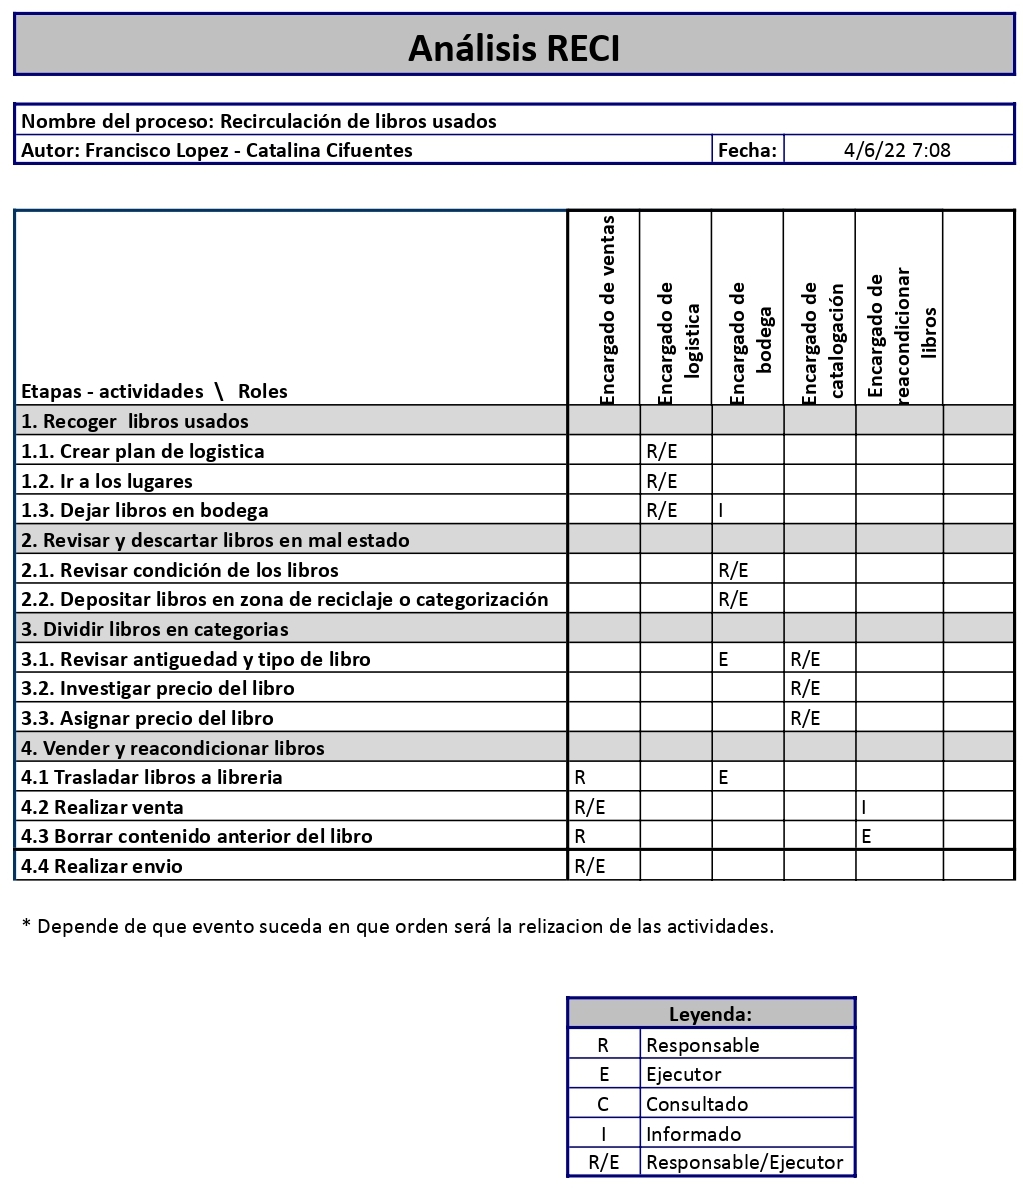 Análisis RECI
Nombre del proceso: Recirculación de libros usados
Autor: Francisco Lopez - Catalina Cifuentes Fecha: 4/6/22 7:08
Etapas - actividades \ Roles
Encargado de ventas
Encargado de
logistica
Encargado de
bodega
Encargado de
catalogación
Encargado de
reacondicionar
libros
1. Recoger  libros usados
1.1. Crear plan de logistica R/E
1.2. Ir a los lugares R/E
1.3. Dejar libros en bodega R/E I
2. Revisar y descartar libros en mal estado
2.1. Revisar condición de los libros R/E
2.2. Depositar libros en zona de reciclaje o categorización R/E
3. Dividir libros en categorias
3.1. Revisar antiguedad y tipo de libro E R/E
3.2. Investigar precio del libro R/E
3.3. Asignar precio del libro R/E
4. Vender y reacondicionar libros
4.1 Trasladar libros a libreria R E
4.2 Realizar venta R/E I
4.3 Borrar contenido anterior del libro R E
4.4 Realizar envio R/E
* Depende de que evento suceda en que orden será la relizacion de las actividades.
Leyenda:
R Responsable
E Ejecutor
C Consultado
I Informado
R/E Responsable/Ejecutor